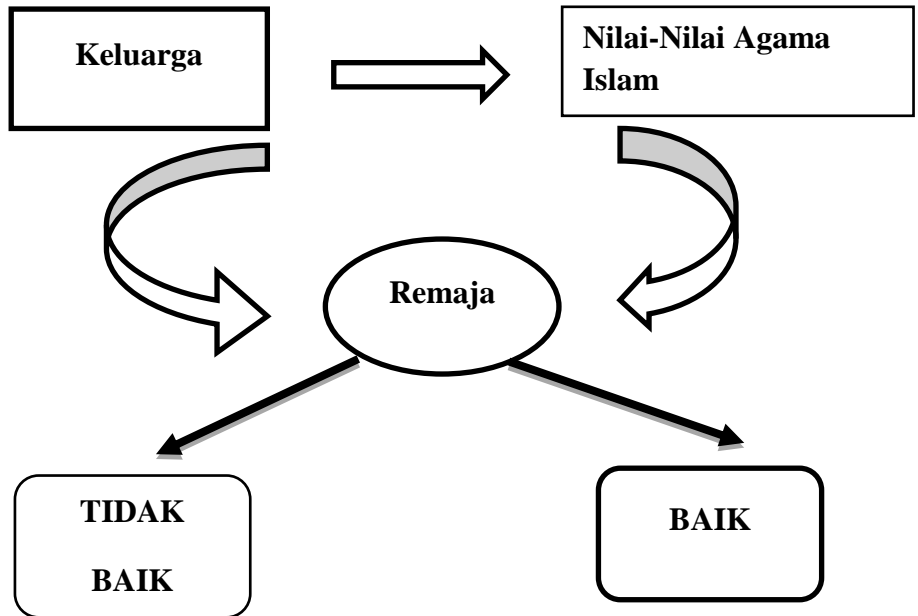 Keluarga
Nilai-Nilai Agama
Islam
Remaja
TIDAK
BAIK
BAIK